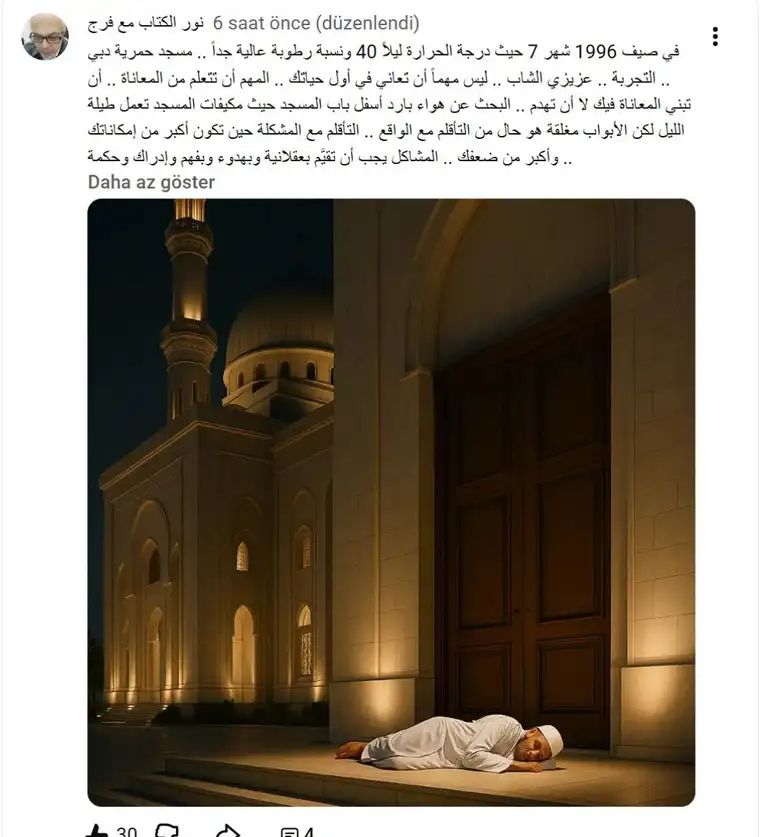 نور الكتاب مع فرج 6 saat önce (düzenlendi)
في صيف 1996 شهر 7 حيث درجة الحرارة ليلاً 40 ونسبة رطوبة عالية جداً .. مسجد حمرية دبي
.. التجربة .. عزيزي الشاب .. ليس مهماً أن تعاني في أول حياتك .. المهم أن تتعلم من المعاناة .. أن
تبني المعاناة فيك لا أن تهدم .. البحث عن هواء بارد أسفل باب المسجد حيث مكيفات المسجد تعمل طيلة
الليل لكن الأبواب مغلقة هو حال من التأقلم مع الواقع .. التأقلم مع المشكلة حين تكون أكبر من إمكاناتك
.. وأكبر من ضعفك .. المشاكل يجب أن تقيَّم بعقلانية وبهدوء وبفهم وإدراك وحكمة
Daha az göster
30 4